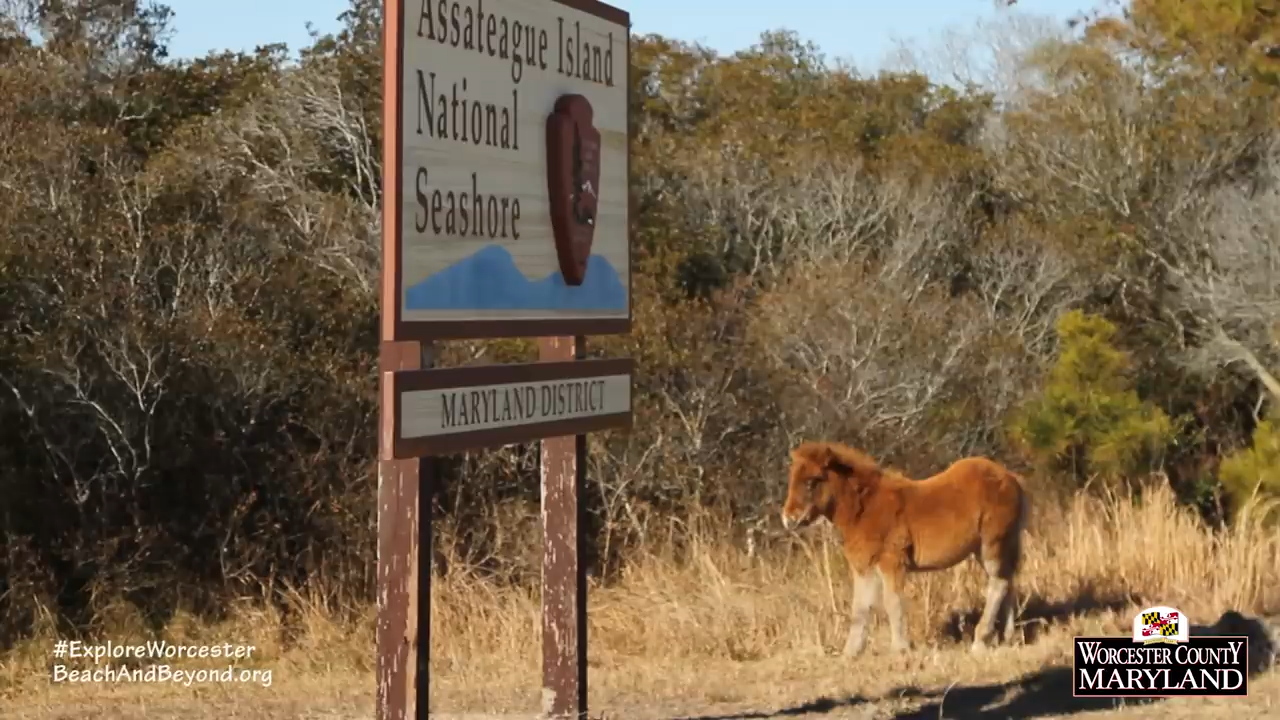 Assateague Island
National
Seashore
MARYLAND DISTRICT
#ExploreWorcester
BeachAndBeyond.org
WORCESTER COUNTY
MARYLAND